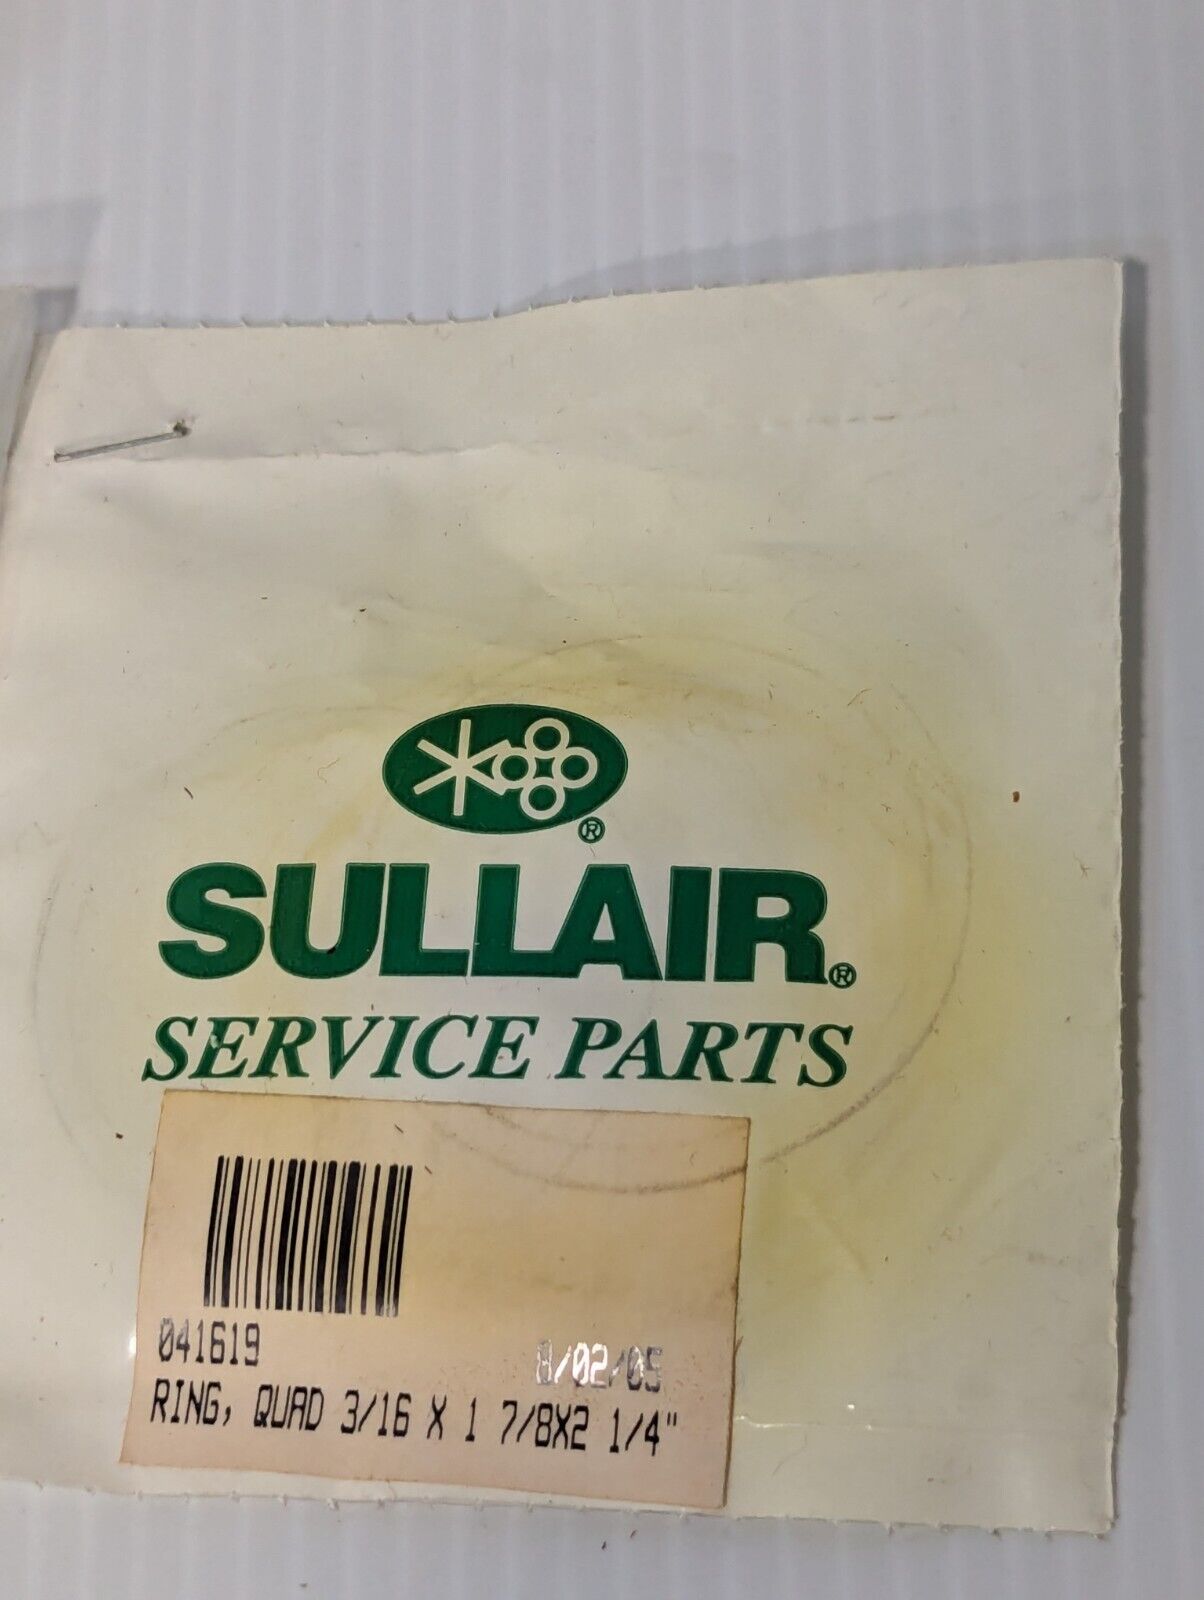 ®
SULLAIR®
SERVICE PARTS
041619 8/02/05
RING, QUAD 3/16 X 1 7/8X2 1/4"